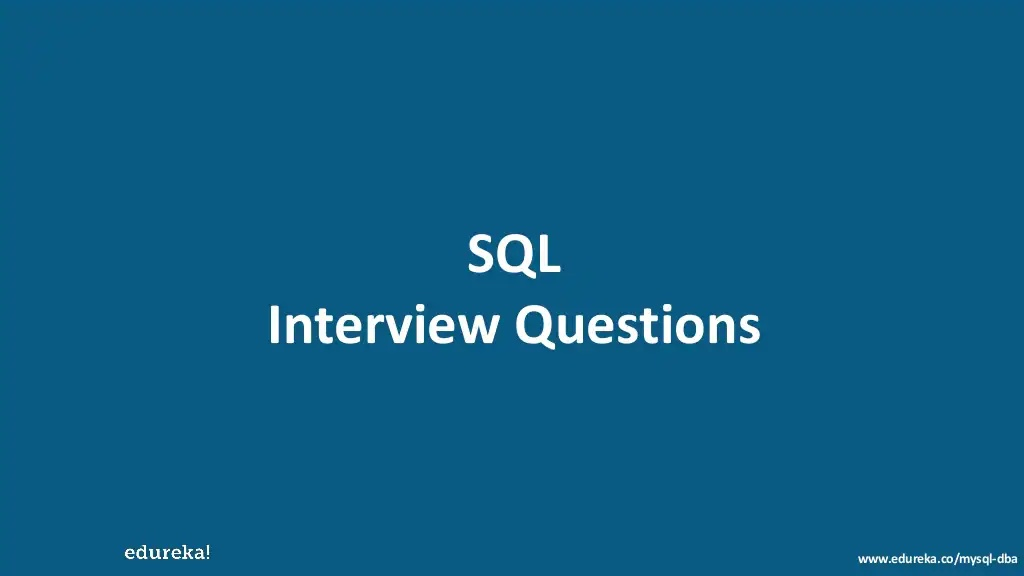 SQL
Interview Questions
edureka!
www.edureka.co/mysql-dba